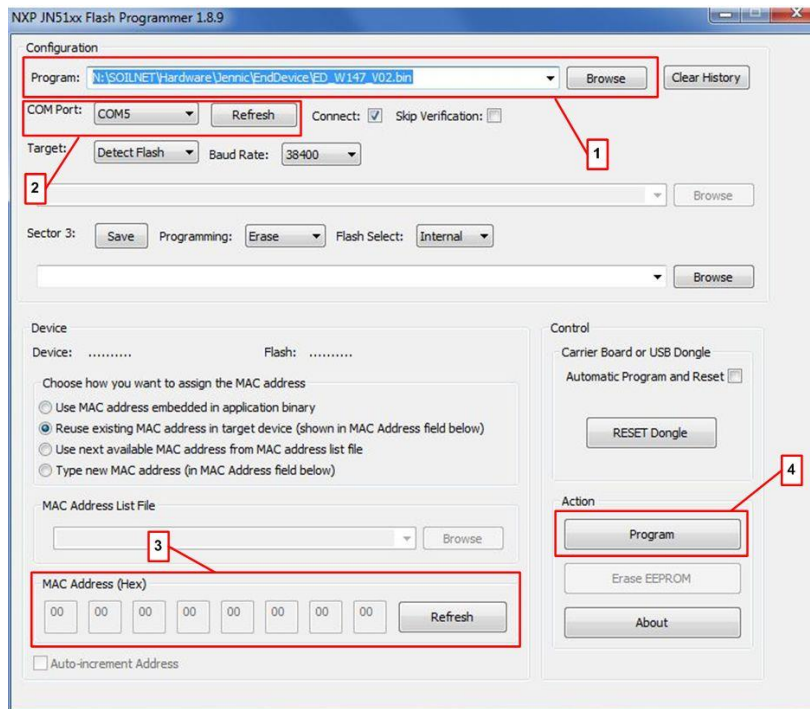 NXP JN51xx Flash Programmer 1.8.9
Configuration
Program: N:\SOILNET\Hardware\Jennic\EndDevice\ED_W147_V02.bin Browse Clear History
COM Port: COM5 Refresh Connect: Skip Verification:
1
Target: Detect Flash Baud Rate: 38400
2
Browse
Sector 3: Save Programming: Erase Flash Select: Internal
Browse
Device
Device: .......... Flash: ..........
Choose how you want to assign the MAC address
Use MAC address embedded in application binary
Reuse existing MAC address in target device (shown in MAC Address field below)
Use next available MAC address from MAC address list file
Type new MAC address (in MAC Address field below)
MAC Address List File
Browse
3
MAC Address (Hex)
00 00 00 00 00 00 00 00 Refresh
Auto-increment Address
Control
Carrier Board or USB Dongle
Automatic Program and Reset
RESET Dongle
4
Action
Program
Erase EEPROM
About